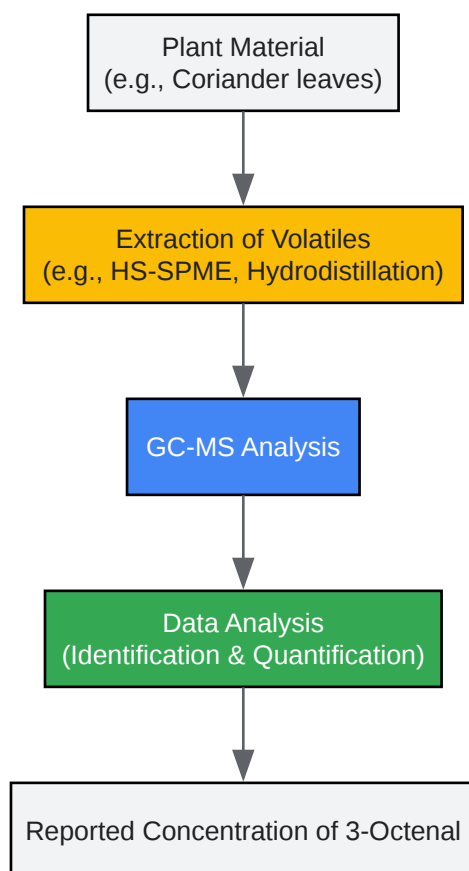 Plant Material
(e.g., Coriander leaves)
Extraction of Volatiles
(e.g., HS-SPME, Hydrodistillation)
GC-MS Analysis
Data Analysis
(Identification & Quantification)
Reported Concentration of 3-Octenal